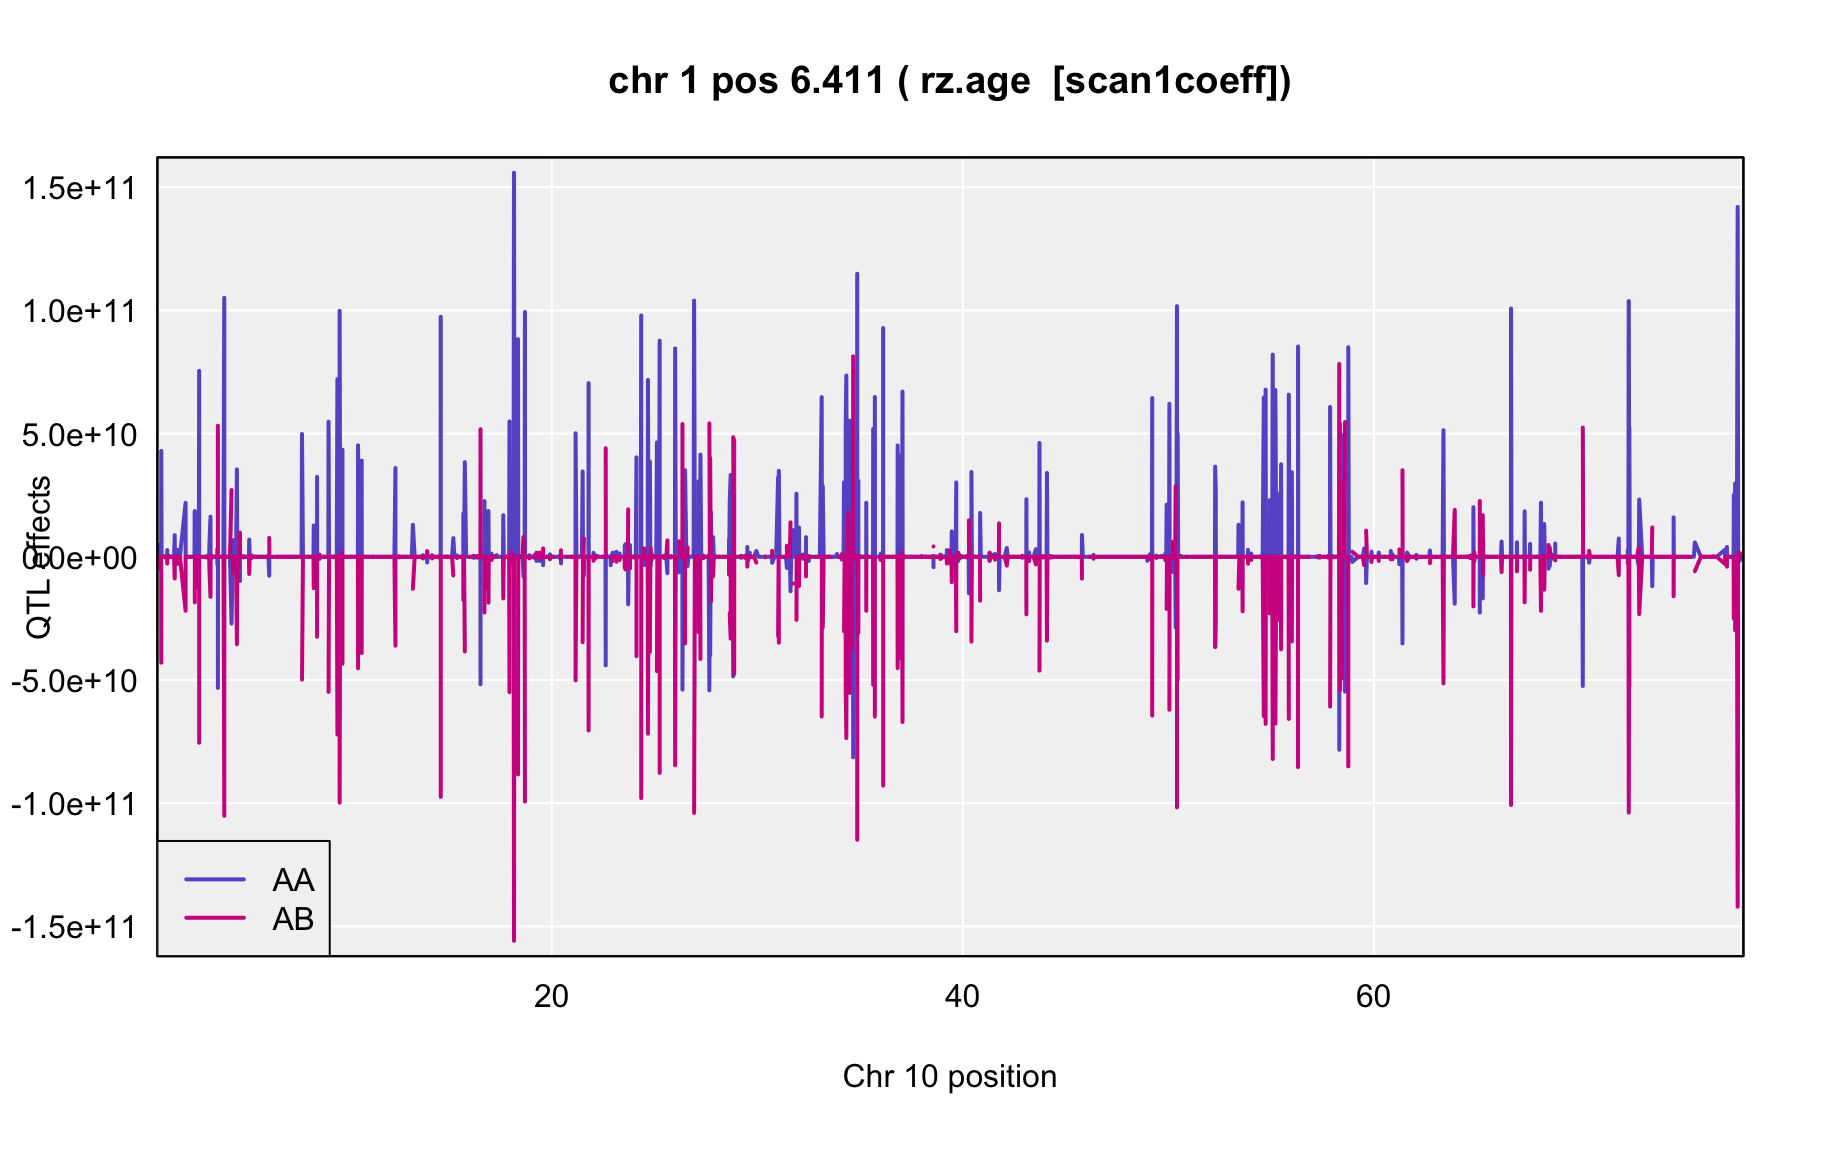 chr 1 pos 6.411 ( rz.age  [scan1coeff])
1.5e+11
1.0e+11
5.0e+10
0.0e+00
-5.0e+10
-1.0e+11
-1.5e+11
QTL effects
AA
AB
20 40 60
Chr 10 position